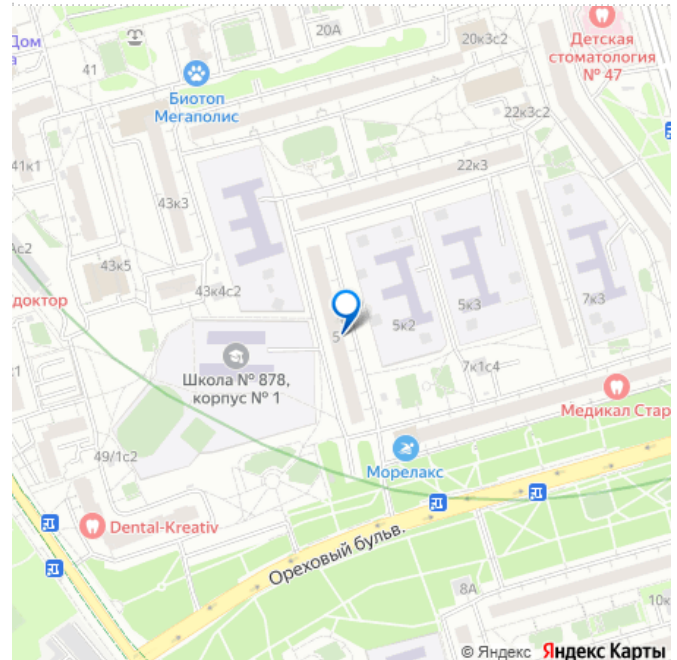 20А
20к3с2
Детская
стоматология
№ 47
Дом
а
41
Биотоп
Мегаполис
22к3с2
41к1
43к3
22к3
4с2
43к5
доктор
43к4с2
5
5к2
5к3
7к3
Школа № 878,
корпус № 1
7к1с4
Медикал Стар
49/1с2
Морелакс
Dental-Kreativ
Ореховый бульв.
8А
10к
© Яндекс Яндекс Карты